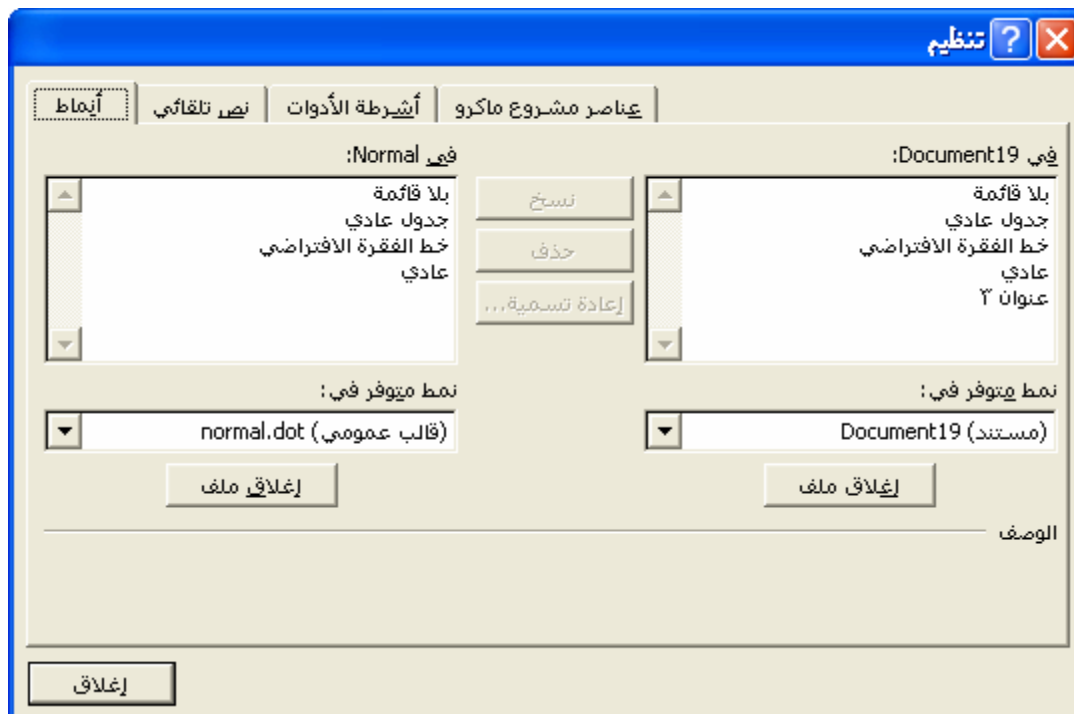 تنظيم
أنماط
نص تلقائي
أشرطة الأدوات
عناصر مشروع ماكرو
في Document19:
بلا قائمة
جدول عادي
خط الفقرة الافتراضي
عادي
عنوان ٣
نسخ
حذف
إعادة تسمية...
في Normal:
بلا قائمة
جدول عادي
خط الفقرة الافتراضي
عادي
نمط متوفر في:
Document19 (مستند)
إغلاق ملف
نمط متوفر في:
normal.dot (قالب عمومي)
إغلاق ملف
الوصف
إغلاق